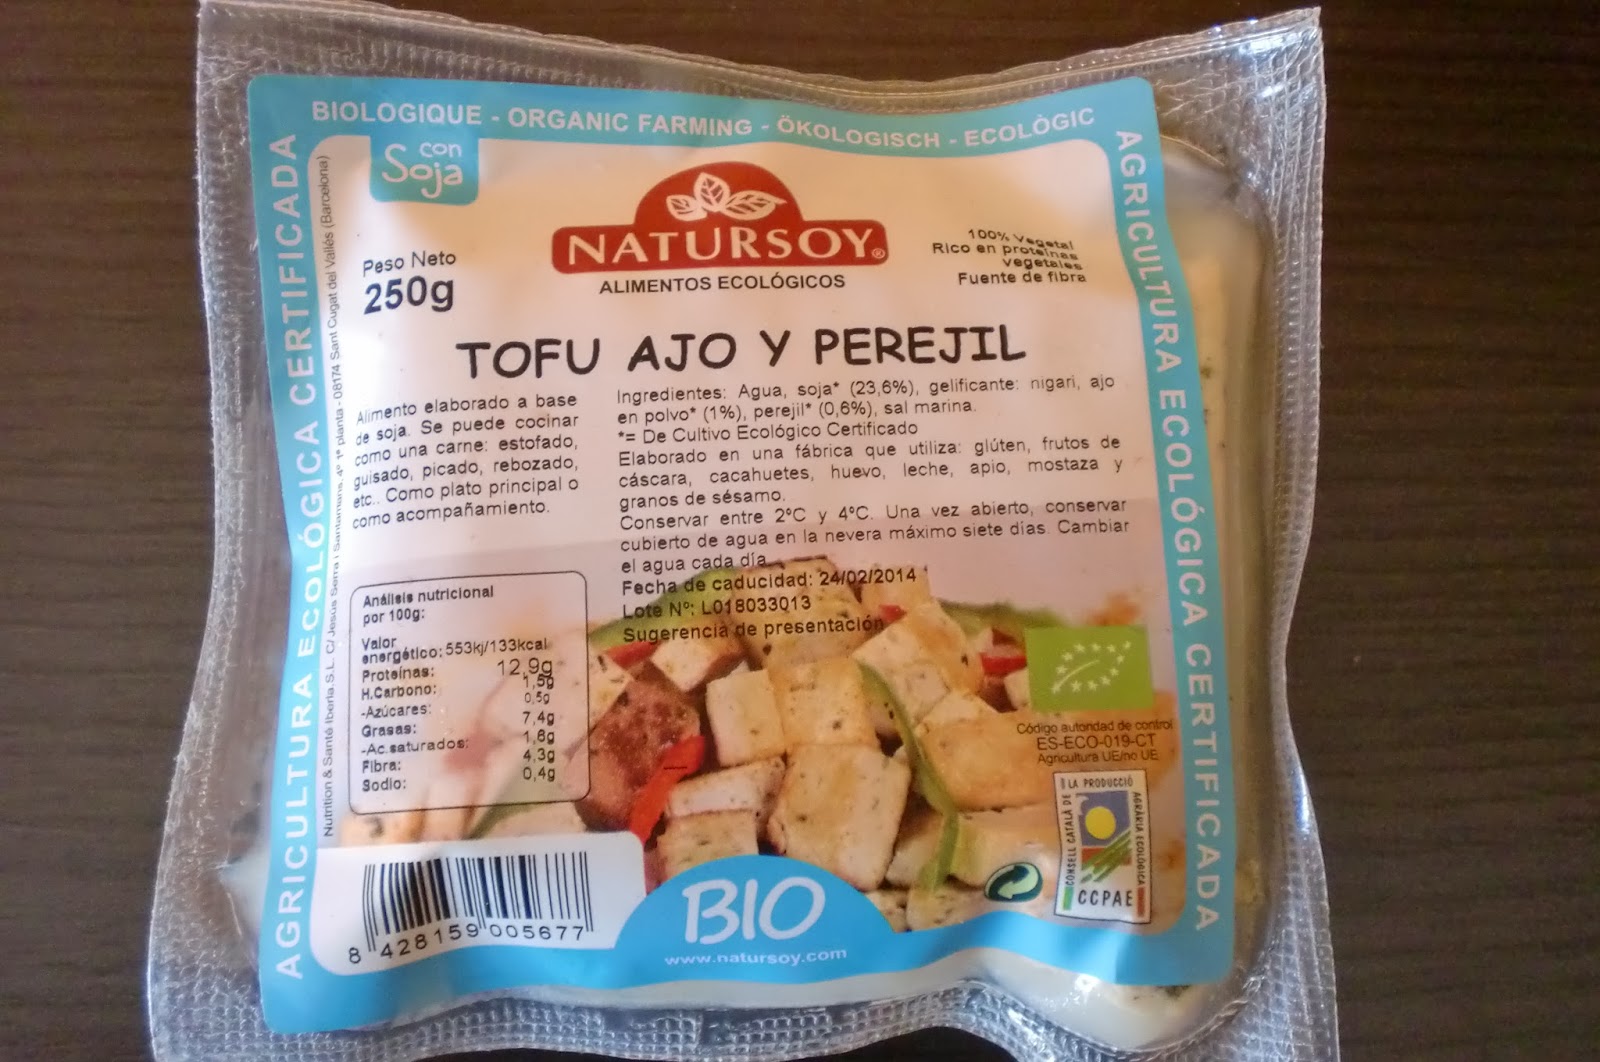 BIOLOGIQUE - ORGANIC FARMING - ÖKOLOGISCH - ECOLÒGIC
AGRICULTURA ECOLÓGICA CERTIFICADA
AGRICULTURA ECOLÓGICA CERTIFICADA
Nutrition & Santé Iberia, S.L. C/ Jesús Serra i Santamans, 4º 1ª planta - 08174 Sant Cugat del Vallés (Barcelona)
con
Soja
NATURSOY®
ALIMENTOS ECOLÓGICOS
Peso Neto
250g
100% Vegetal
Rico en proteínas
vegetales
Fuente de fibra
TOFU AJO Y PEREJIL
Alimento elaborado a base
de soja. Se puede cocinar
como una carne: estofado,
guisado, picado, rebozado,
etc.. Como plato principal o
como acompañamiento.
Ingredientes: Agua, soja* (23,6%), gelificante: nigari, ajo
en polvo* (1%), perejil* (0,6%), sal marina.
*= De Cultivo Ecológico Certificado
Elaborado en una fábrica que utiliza: glúten, frutos de
cáscara, cacahuetes, huevo, leche, apio, mostaza y
granos de sésamo.
Conservar entre 2ºC y 4ºC. Una vez abierto, conservar
cubierto de agua en la nevera máximo siete días. Cambiar
el agua cada día.
Fecha de caducidad: 24/02/2014
Lote Nº: L018033013
Sugerencia de presentación
Análisis nutricional
por 100g:
Valor
energético: 553kj/133kcal
Proteínas: 12,9g
H.Carbono: 1,5g
-Azúcares: 0,5g
Grasas: 7,4g
-Ac.saturados: 1,6g
Fibra: 4,3g
Sodio: 0,4g
Código autoridad de control
ES-ECO-019-CT
Agricultura UE/no UE
LA PRODUCCIÓ
AGRÀRIA ECOLÒGICA
CONSELL CATALÀ DE
CCPAE
8 428159 005677
BIO
www.natursoy.com